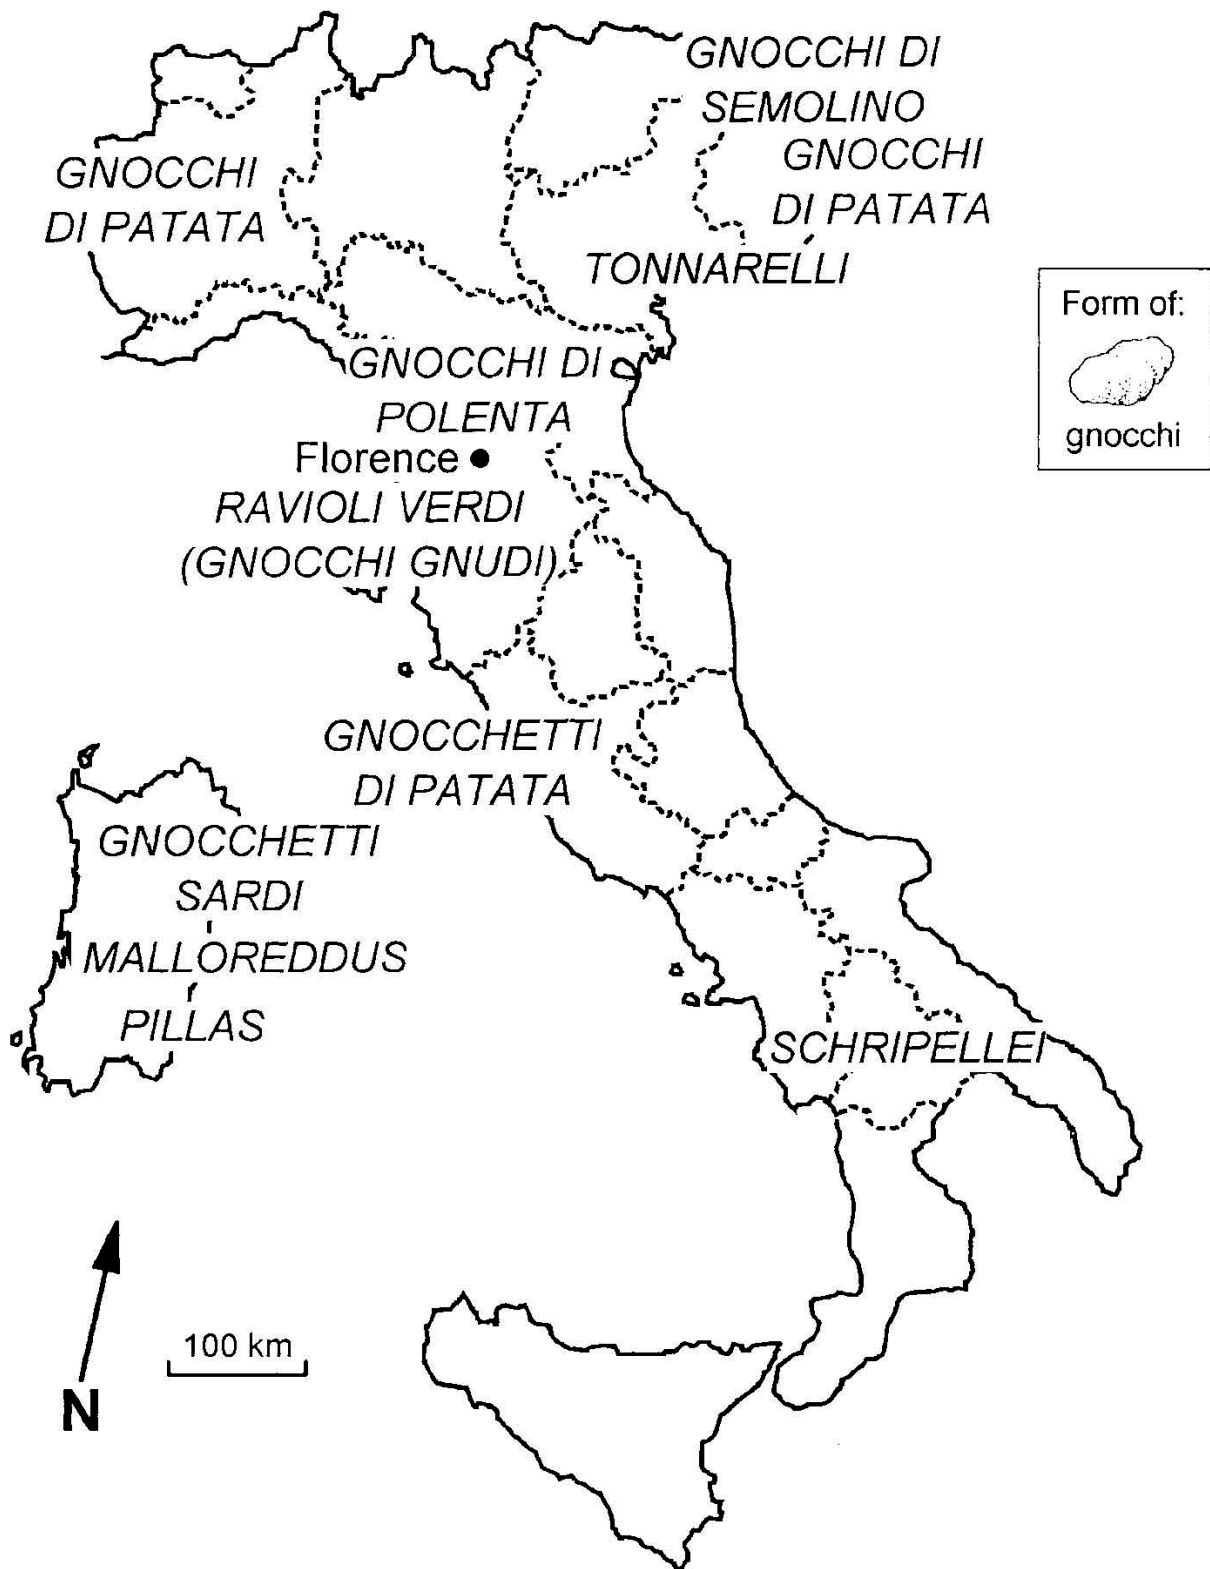 GNOCCHI DI
SEMOLINO
GNOCCHI
DI PATATA
GNOCCHI
DI PATATA
TONNARELLI
Form of:
gnocchi
GNOCCHI DI
POLENTA
Florence
RAVIOLI VERDI
(GNOCCHI GNUDI)
GNOCCHETTI
DI PATATA
GNOCCHETTI
SARDI
MALLOREDDUS
PILLAS
SCHRIPELLEI
100 km
N